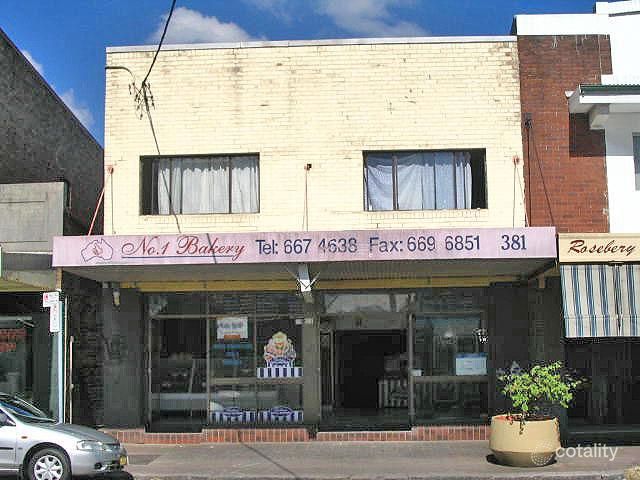 No.1 Bakery Tel: 667 4638 Fax: 669 6851 381
Rosebery
cotality